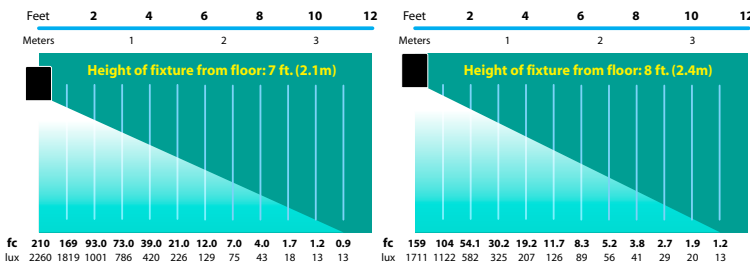 Feet 2 4 6 8 10 12
Meters 1 2 3
Height of fixture from floor: 7 ft. (2.1m)
fc 210 169 93.0 73.0 39.0 21.0 12.0 7.0 4.0 1.7 1.2 0.9
lux 2260 1819 1001 786 420 226 129 75 43 18 13 13
Feet 2 4 6 8 10 12
Meters 1 2 3
Height of fixture from floor: 8 ft. (2.4m)
fc 159 104 54.1 30.2 19.2 11.7 8.3 5.2 3.8 2.7 1.9 1.2
lux 1711 1122 582 325 207 126 89 56 41 29 20 13